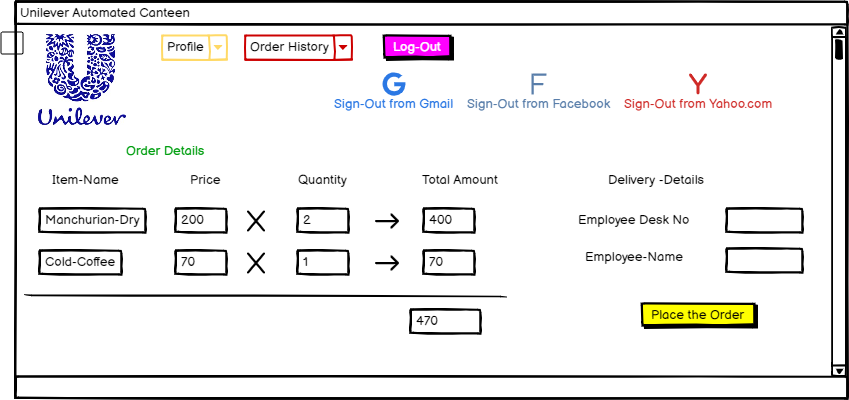 Unilever Automated Canteen
Profile
Order History
Log-Out
G
F
Y
Sign-Out from Gmail
Sign-Out from Facebook
Sign-Out from Yahoo.com
Unilever
Order Details
Item-Name Price Quantity Total Amount Delivery -Details
Manchurian-Dry 200 X 2 → 400 Employee Desk No
Cold-Coffee 70 X 1 → 70 Employee-Name
470
Place the Order